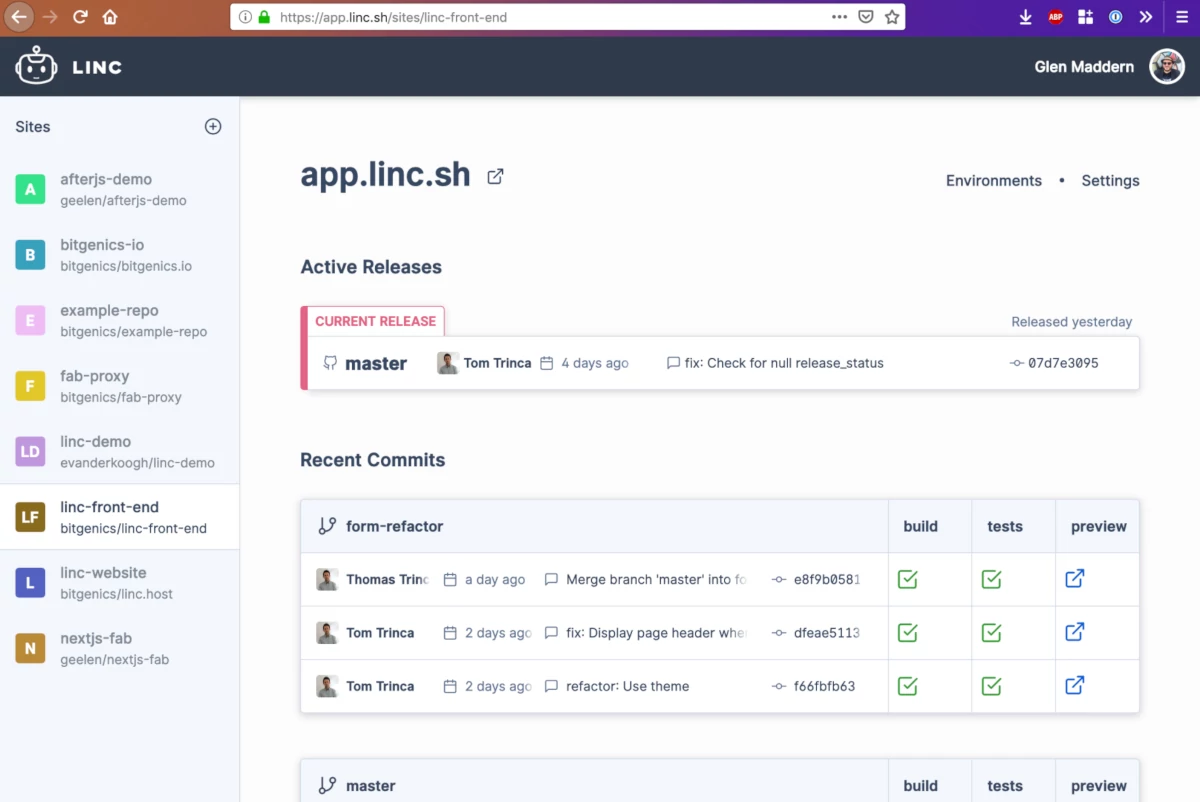 https://app.linc.sh/sites/linc-front-end
ABP
LINC
Glen Maddern
Sites
A
afterjs-demo
geelen/afterjs-demo
B
bitgenics-io
bitgenics/bitgenics.io
E
example-repo
bitgenics/example-repo
F
fab-proxy
bitgenics/fab-proxy
LD
linc-demo
evanderkoogh/linc-demo
LF
linc-front-end
bitgenics/linc-front-end
L
linc-website
bitgenics/linc.host
N
nextjs-fab
geelen/nextjs-fab
app.linc.sh
Environments • Settings
Active Releases
CURRENT RELEASE
Released yesterday
master Tom Trinca 4 days ago fix: Check for null release_status 07d7e3095
Recent Commits
form-refactor build tests preview
Thomas Trinc a day ago Merge branch 'master' into fo e8f9b0581
Tom Trinca 2 days ago fix: Display page header whe dfeae5113
Tom Trinca 2 days ago refactor: Use theme f66fbfb63
master build tests preview